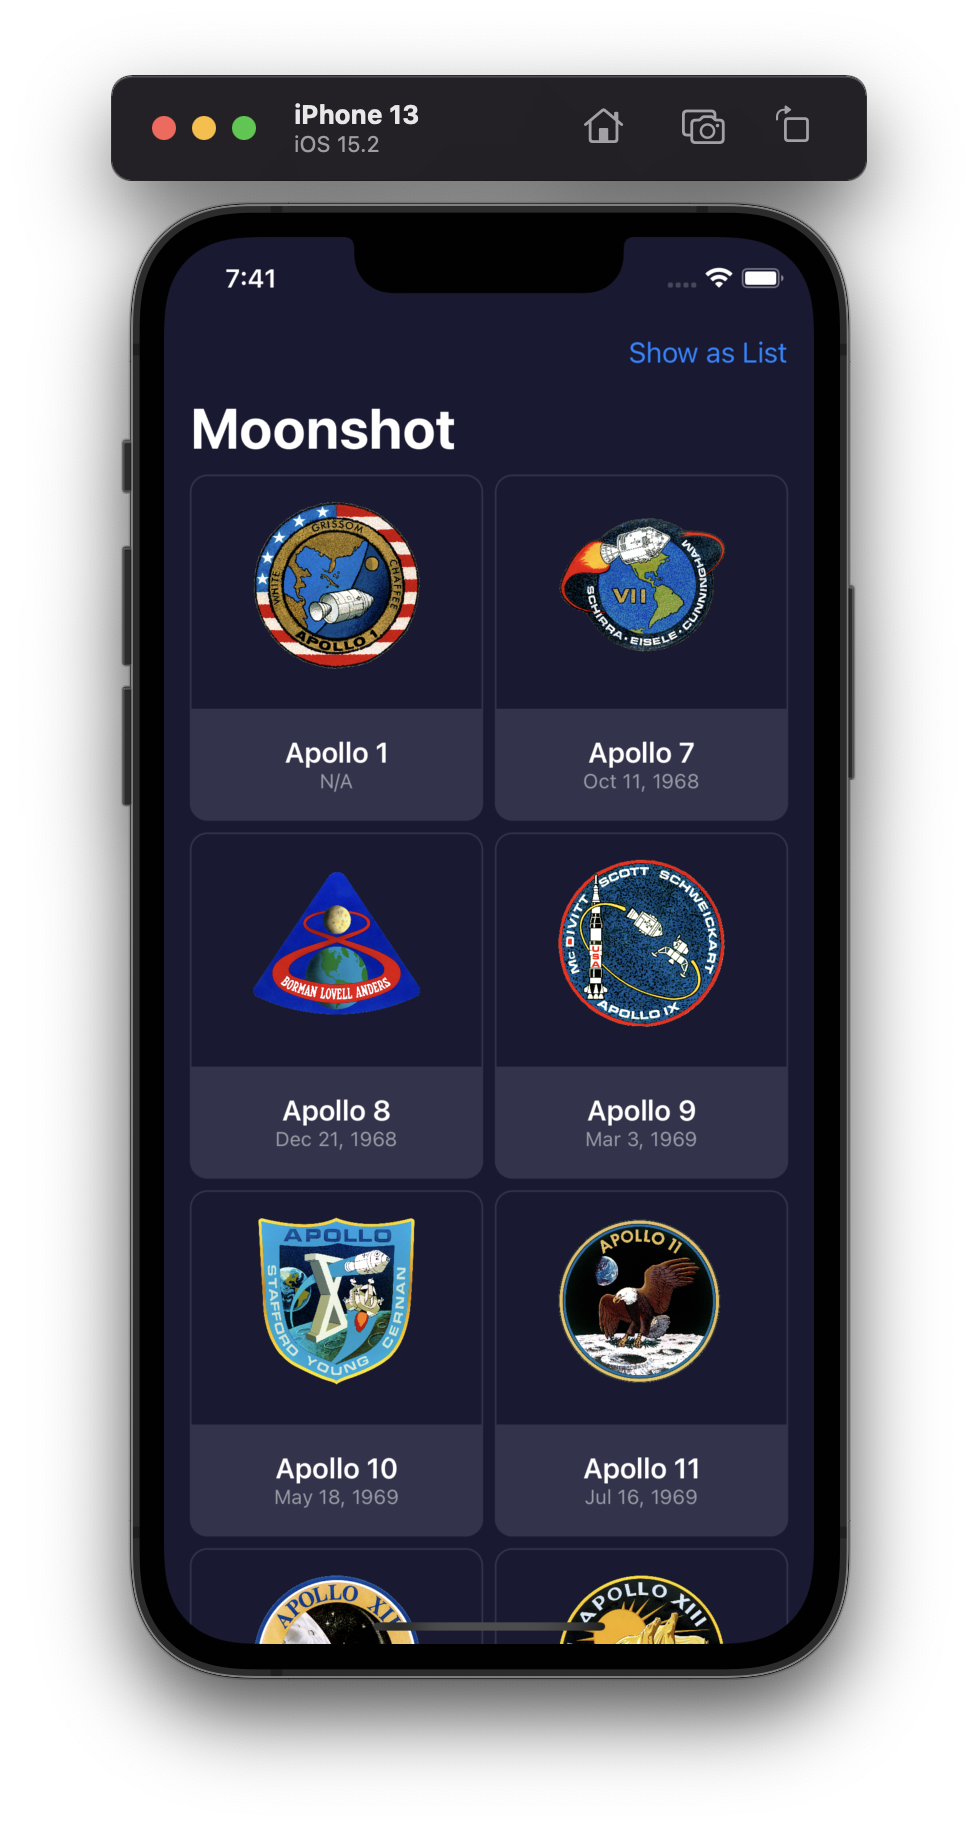 iPhone 13
iOS 15.2
7:41
Show as List
Moonshot
GRISSOM
WHITE
CHAFFEE
APOLLO 1
VII
SCHIRRA • EISELE • CUNNINGHAM
Apollo 1
N/A
Apollo 7
Oct 11, 1968
BORMAN LOVELL ANDERS
McDIVITT SCOTT SCHWEICKART
USA
APOLLO IX
Apollo 8
Dec 21, 1968
Apollo 9
Mar 3, 1969
APOLLO
STAFFORD YOUNG CERNAN
X
APOLLO 11
Apollo 10
May 18, 1969
Apollo 11
Jul 16, 1969
APOLLO XII
APOLLO XIII